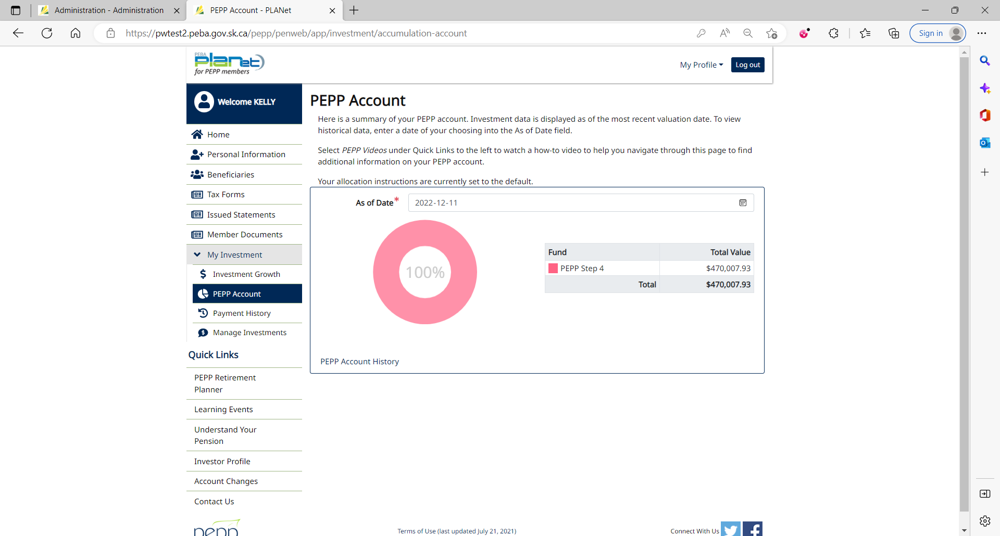 Administration - Administration
PEPP Account - PLANet
https://pwtest2.peba.gov.sk.ca/pepp/penweb/app/investment/accumulation-account
Sign in
PEBA
planet
for PEPP members
My Profile
Log out
Welcome KELLY
Home
Personal Information
Beneficiaries
Tax Forms
Issued Statements
Member Documents
My Investment
Investment Growth
PEPP Account
Payment History
Manage Investments
Quick Links
PEPP Retirement
Planner
Learning Events
Understand Your
Pension
Investor Profile
Account Changes
Contact Us
pepp
PEPP Account
Here is a summary of your PEPP account. Investment data is displayed as of the most recent valuation date. To view
historical data, enter a date of your choosing into the As of Date field.
Select PEPP Videos under Quick Links to the left to watch a how-to video to help you navigate through this page to find
additional information on your PEPP account.
Your allocation instructions are currently set to the default.
As of Date* 2022-12-11
100%
Fund Total Value
PEPP Step 4 $470,007.93
Total $470,007.93
PEPP Account History
Terms of Use (last updated July 21, 2021)
Connect With Us